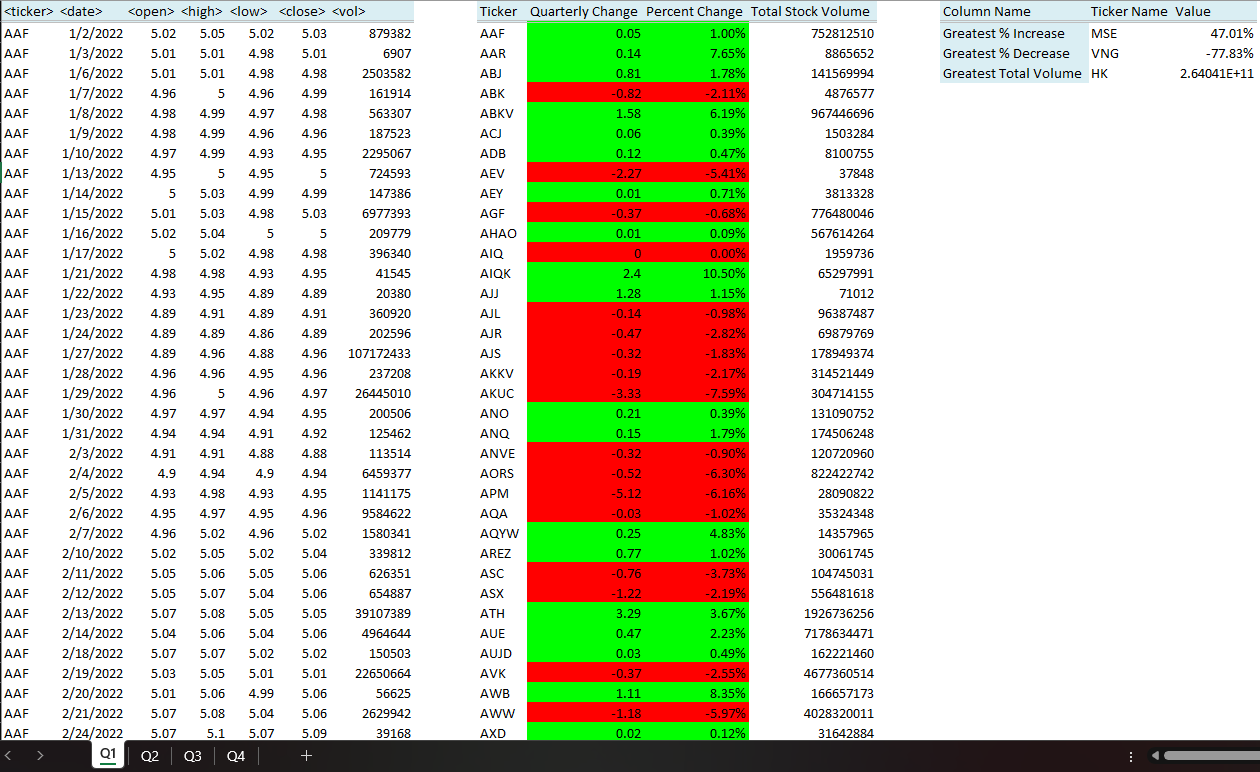 <ticker> <date> <open> <high> <low> <close> <vol> Ticker Quarterly Change Percent Change Total Stock Volume Column Name Ticker Name Value
AAF 1/2/2022 5.02 5.05 5.02 5.03 879382 AAF 0.05 1.00% 752812510 Greatest % Increase MSE 47.01%
AAF 1/3/2022 5.01 5.01 4.98 5.01 6907 AAR 0.14 7.65% 8865652 Greatest % Decrease VNG -77.83%
AAF 1/6/2022 5.01 5.01 4.98 4.98 2503582 ABJ 0.81 1.78% 141569994 Greatest Total Volume HK 2.64041E+11
AAF 1/7/2022 4.96 5 4.96 4.99 161914 ABK -0.82 -2.11% 4876577
AAF 1/8/2022 4.98 4.99 4.97 4.98 563307 ABKV 1.58 6.19% 967446696
AAF 1/9/2022 4.98 4.99 4.96 4.96 187523 ACJ 0.06 0.39% 1503284
AAF 1/10/2022 4.97 4.99 4.93 4.95 2295067 ADB 0.12 0.47% 8100755
AAF 1/13/2022 4.95 5 4.95 5 724593 AEV -2.27 -5.41% 37848
AAF 1/14/2022 5 5.03 4.99 4.99 147386 AEY 0.01 0.71% 3813328
AAF 1/15/2022 5.01 5.03 4.98 5.03 6977393 AGF -0.37 -0.68% 776480046
AAF 1/16/2022 5.02 5.04 5 5 209779 AHAO 0.01 0.09% 567614264
AAF 1/17/2022 5 5.02 4.98 4.98 396340 AIQ 0 0.00% 1959736
AAF 1/21/2022 4.98 4.98 4.93 4.95 41545 AIQK 2.4 10.50% 65297991
AAF 1/22/2022 4.93 4.95 4.89 4.89 20380 AJJ 1.28 1.15% 71012
AAF 1/23/2022 4.89 4.91 4.89 4.91 360920 AJL -0.14 -0.98% 96387487
AAF 1/24/2022 4.89 4.89 4.86 4.89 202596 AJR -0.47 -2.82% 69879769
AAF 1/27/2022 4.89 4.96 4.88 4.96 107172433 AJS -0.32 -1.83% 178949374
AAF 1/28/2022 4.96 4.96 4.95 4.96 237208 AKKV -0.19 -2.17% 314521449
AAF 1/29/2022 4.96 5 4.96 4.97 26445010 AKUC -3.33 -7.59% 304714155
AAF 1/30/2022 4.97 4.97 4.94 4.95 200506 ANO 0.21 0.39% 131090752
AAF 1/31/2022 4.94 4.94 4.91 4.92 125462 ANQ 0.15 1.79% 174506248
AAF 2/3/2022 4.91 4.91 4.88 4.88 113514 ANVE -0.32 -0.90% 120720960
AAF 2/4/2022 4.9 4.94 4.9 4.94 6459377 AORS -0.52 -6.30% 822422742
AAF 2/5/2022 4.93 4.98 4.93 4.95 1141175 APM -5.12 -6.16% 28090822
AAF 2/6/2022 4.95 4.97 4.95 4.96 9584622 AQA -0.03 -1.02% 35324348
AAF 2/7/2022 4.96 5.02 4.96 5.02 1580341 AQYW 0.25 4.83% 14357965
AAF 2/10/2022 5.02 5.05 5.02 5.04 339812 AREZ 0.77 1.02% 30061745
AAF 2/11/2022 5.05 5.06 5.05 5.06 626351 ASC -0.76 -3.73% 104745031
AAF 2/12/2022 5.05 5.07 5.04 5.06 654887 ASX -1.22 -2.19% 556481618
AAF 2/13/2022 5.07 5.08 5.05 5.05 39107389 ATH 3.29 3.67% 1926736256
AAF 2/14/2022 5.04 5.06 5.04 5.06 4964644 AUE 0.47 2.23% 7178634471
AAF 2/18/2022 5.07 5.07 5.02 5.02 150503 AUJD 0.03 0.49% 162221460
AAF 2/19/2022 5.03 5.05 5.01 5.01 22650664 AVK -0.37 -2.55% 4677360514
AAF 2/20/2022 5.01 5.06 4.99 5.06 56625 AWB 1.11 8.35% 166657173
AAF 2/21/2022 5.07 5.08 5.04 5.06 2629942 AWW -1.18 -5.97% 4028320011
AAF 2/24/2022 5.07 5.1 5.07 5.09 39168 AXD 0.02 0.12% 31642884
Q1 Q2 Q3 Q4